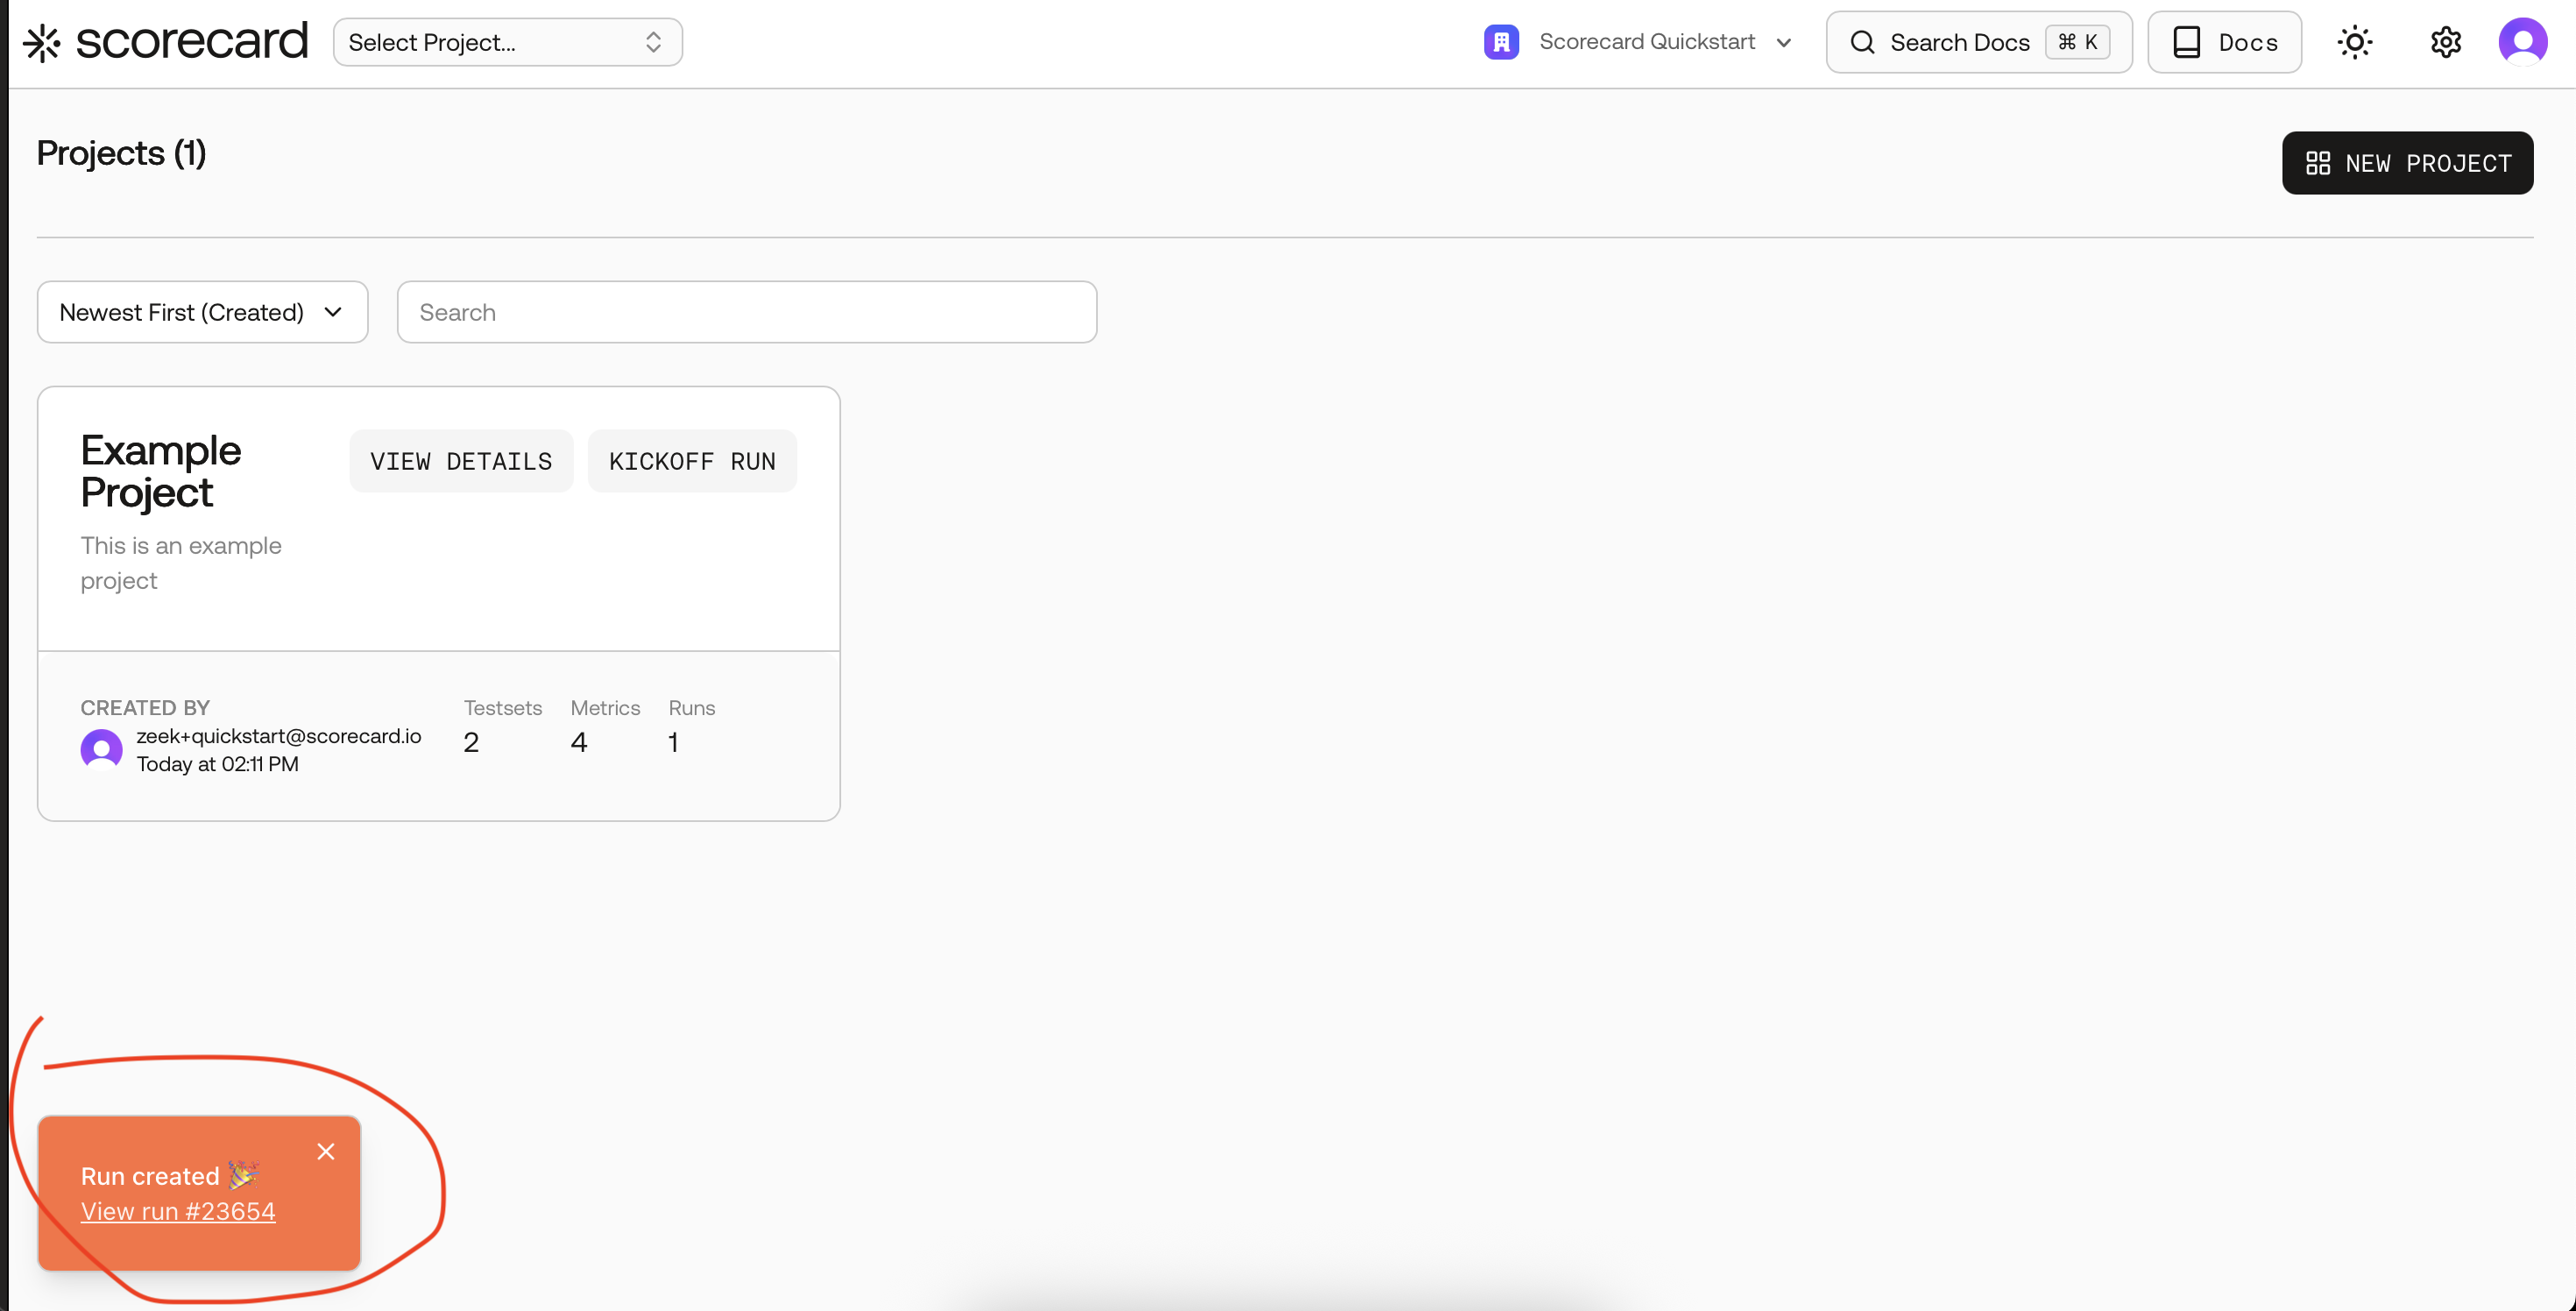 scorecard
Select Project...
Scorecard Quickstart
Search Docs ⌘ K
Docs
Projects (1)
NEW PROJECT
Newest First (Created)
Search
Example
Project
VIEW DETAILS
KICKOFF RUN
This is an example
project
CREATED BY
zeek+quickstart@scorecard.io
Today at 02:11 PM
Testsets
2
Metrics
4
Runs
1
Run created 🎉
View run #23654